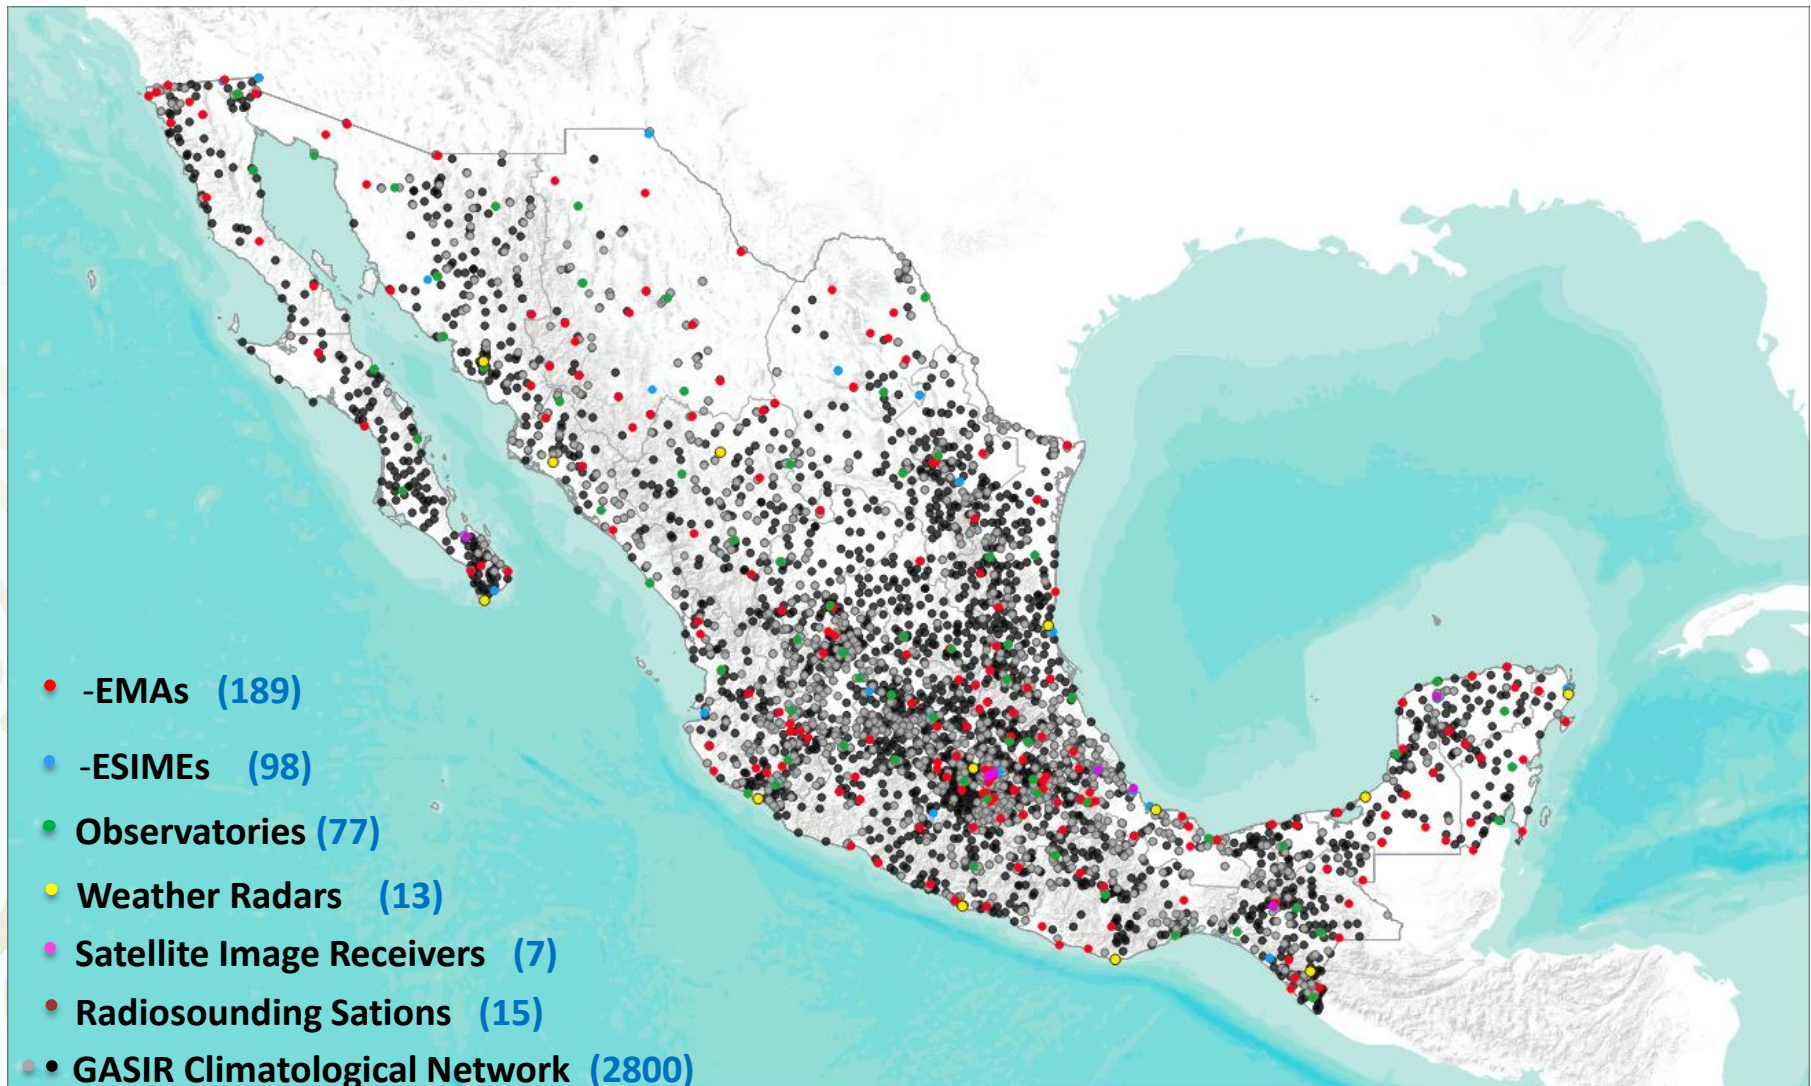 -EMAs (189)
-ESIMEs (98)
Observatories (77)
Weather Radars (13)
Satellite Image Receivers (7)
Radiosounding Sations (15)
GASIR Climatological Network (2800)